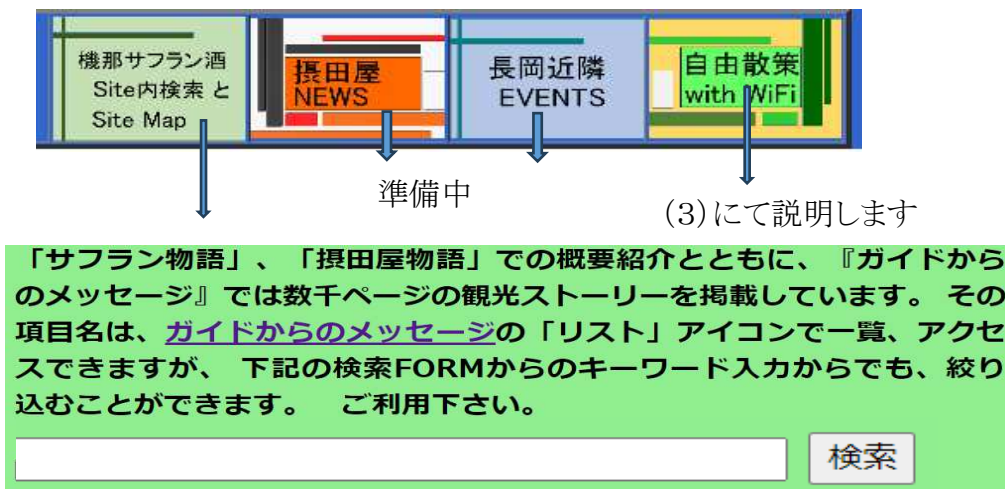 機那サフラン酒
Site内検索 と
Site Map
摂田屋
NEWS
長岡近隣
EVENTS
自由散策
with WiFi
準備中
(3)にて説明します
「サフラン物語」、「摂田屋物語」での概要紹介とともに、『ガイドから
のメッセージ』では数千ページの観光ストーリーを掲載しています。 その
項目名は、ガイドからのメッセージの「リスト」アイコンで一覧、アクセ
スできますが、 下記の検索FORMからのキーワード入力からでも、絞り
込むことができます。　ご利用下さい。
検索